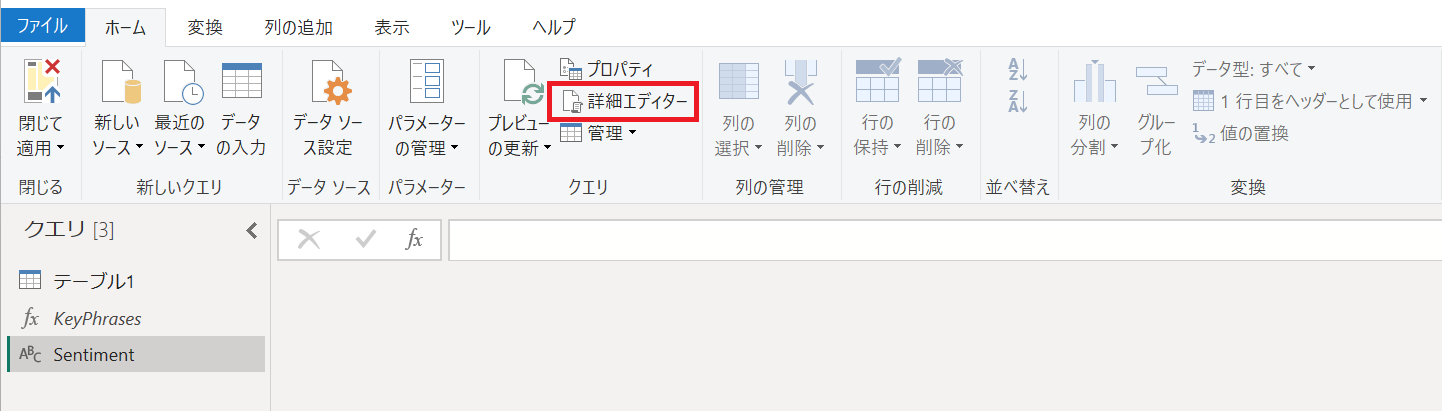 ファイル ホーム 変換 列の追加 表示 ツール ヘルプ
閉じて
適用
新しい
ソース
最近の
ソース
データ
の入力
データ ソー
ス設定
パラメーター
の管理
プレビュー
の更新
プロパティ
詳細エディター
管理
列の
選択
列の
削除
行の
保持
行の
削除
A
Z
Z
A
列の
分割
グルー
プ化
データ型: すべて
1 行目をヘッダーとして使用
1
2 値の置換
閉じる 新しいクエリ データ ソース パラメーター クエリ 列の管理 行の削減 並べ替え 変換
クエリ [3]
fx
テーブル1
fx KeyPhrases
ABC Sentiment